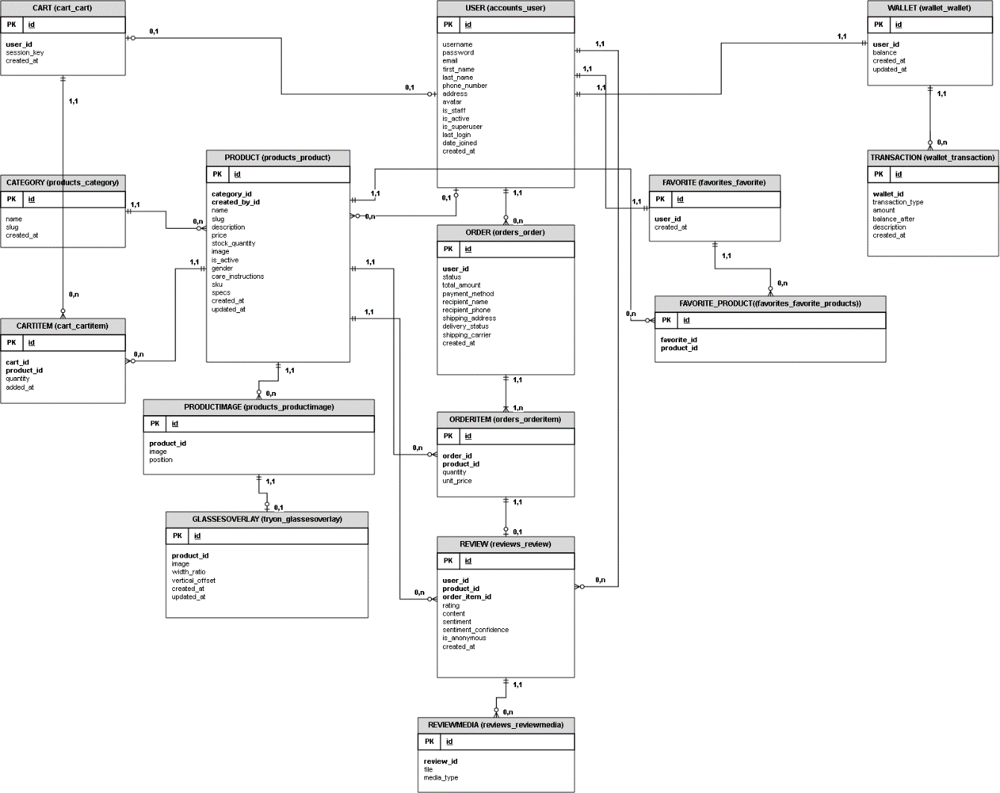 CART (cart_cart)
PK id
user_id
session_key
created_at
0,1
1,1
USER (accounts_user)
PK id
username
password
email
first_name
last_name
phone_number
address
avatar
is_staff
is_active
is_superuser
last_login
date_joined
created_at
0,1
1,1
1,1
1,1
0,1
1,1
WALLET (wallet_wallet)
PK id
user_id
balance
created_at
updated_at
1,1
1,1
0,n
TRANSACTION (wallet_transaction)
PK id
wallet_id
transaction_type
amount
balance_after
description
created_at
CATEGORY (products_category)
PK id
name
slug
created_at
1,1
0,n
PRODUCT (products_product)
PK id
category_id
created_by_id
name
slug
description
price
stock_quantity
image
is_active
gender
care_instructions
sku
specs
created_at
updated_at
1,1
0,n
1,1
1,1
1,1
1,1
0,n
FAVORITE (favorites_favorite)
PK id
user_id
created_at
1,1
1,1
0,n
0,n
FAVORITE_PRODUCT((favorites_favorite_products))
PK id
favorite_id
product_id
0,n
ORDER (orders_order)
PK id
user_id
status
total_amount
payment_method
recipient_name
recipient_phone
shipping_address
delivery_status
shipping_carrier
created_at
1,1
1,n
0,n
CARTITEM (cart_cartitem)
PK id
cart_id
product_id
quantity
added_at
0,n
PRODUCTIMAGE (products_productimage)
PK id
product_id
image
position
1,1
0,1
ORDERITEM (orders_orderitem)
PK id
order_id
product_id
quantity
unit_price
0,n
1,1
0,1
GLASSESOVERLAY (tryon_glassesoverlay)
PK id
product_id
image
width_ratio
vertical_offset
created_at
updated_at
REVIEW (reviews_review)
PK id
user_id
product_id
order_item_id
rating
content
sentiment
sentiment_confidence
is_anonymous
created_at
0,n
0,n
1,1
0,n
REVIEWMEDIA (reviews_reviewmedia)
PK id
review_id
file
media_type